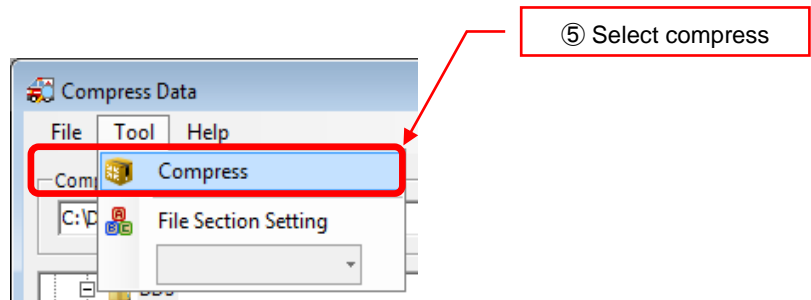 ⑤ Select compress
Compress Data
File Tool Help
Compress
C:\D
File Section Setting